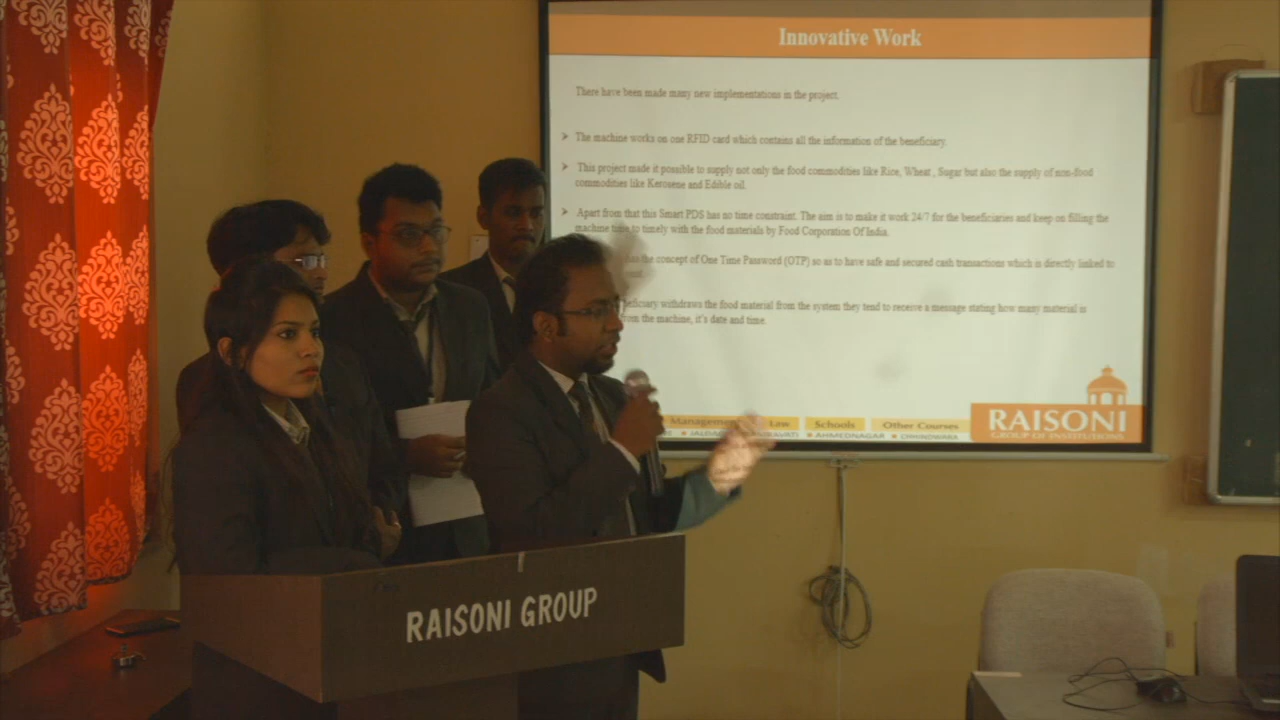 Innovative Work
There have been made many new implementations in the project.
➢ The machine works on one RFID card which contains all the information of the beneficiary.
➢ This project made it possible to supply not only the food commodities like Rice, Wheat , Sugar but also the supply of non-food
commodities like Kerosene and Edible oil.
➢ Apart from that this Smart PDS has no time constraint. The aim is to make it work 24/7 for the beneficiaries and keep on filling the
machine time to timely with the food materials by Food Corporation Of India.
has the concept of One Time Password (OTP) so as to have safe and secured cash transactions which is directly linked to
withdraws the food material from the system they tend to receive a message stating how many material is
the machine, it's date and time.
Law Schools Other Courses
AHMEDNAGAR CHHINDWARA
RAISONI
GROUP OF INSTITUTIONS
RAISONI GROUP